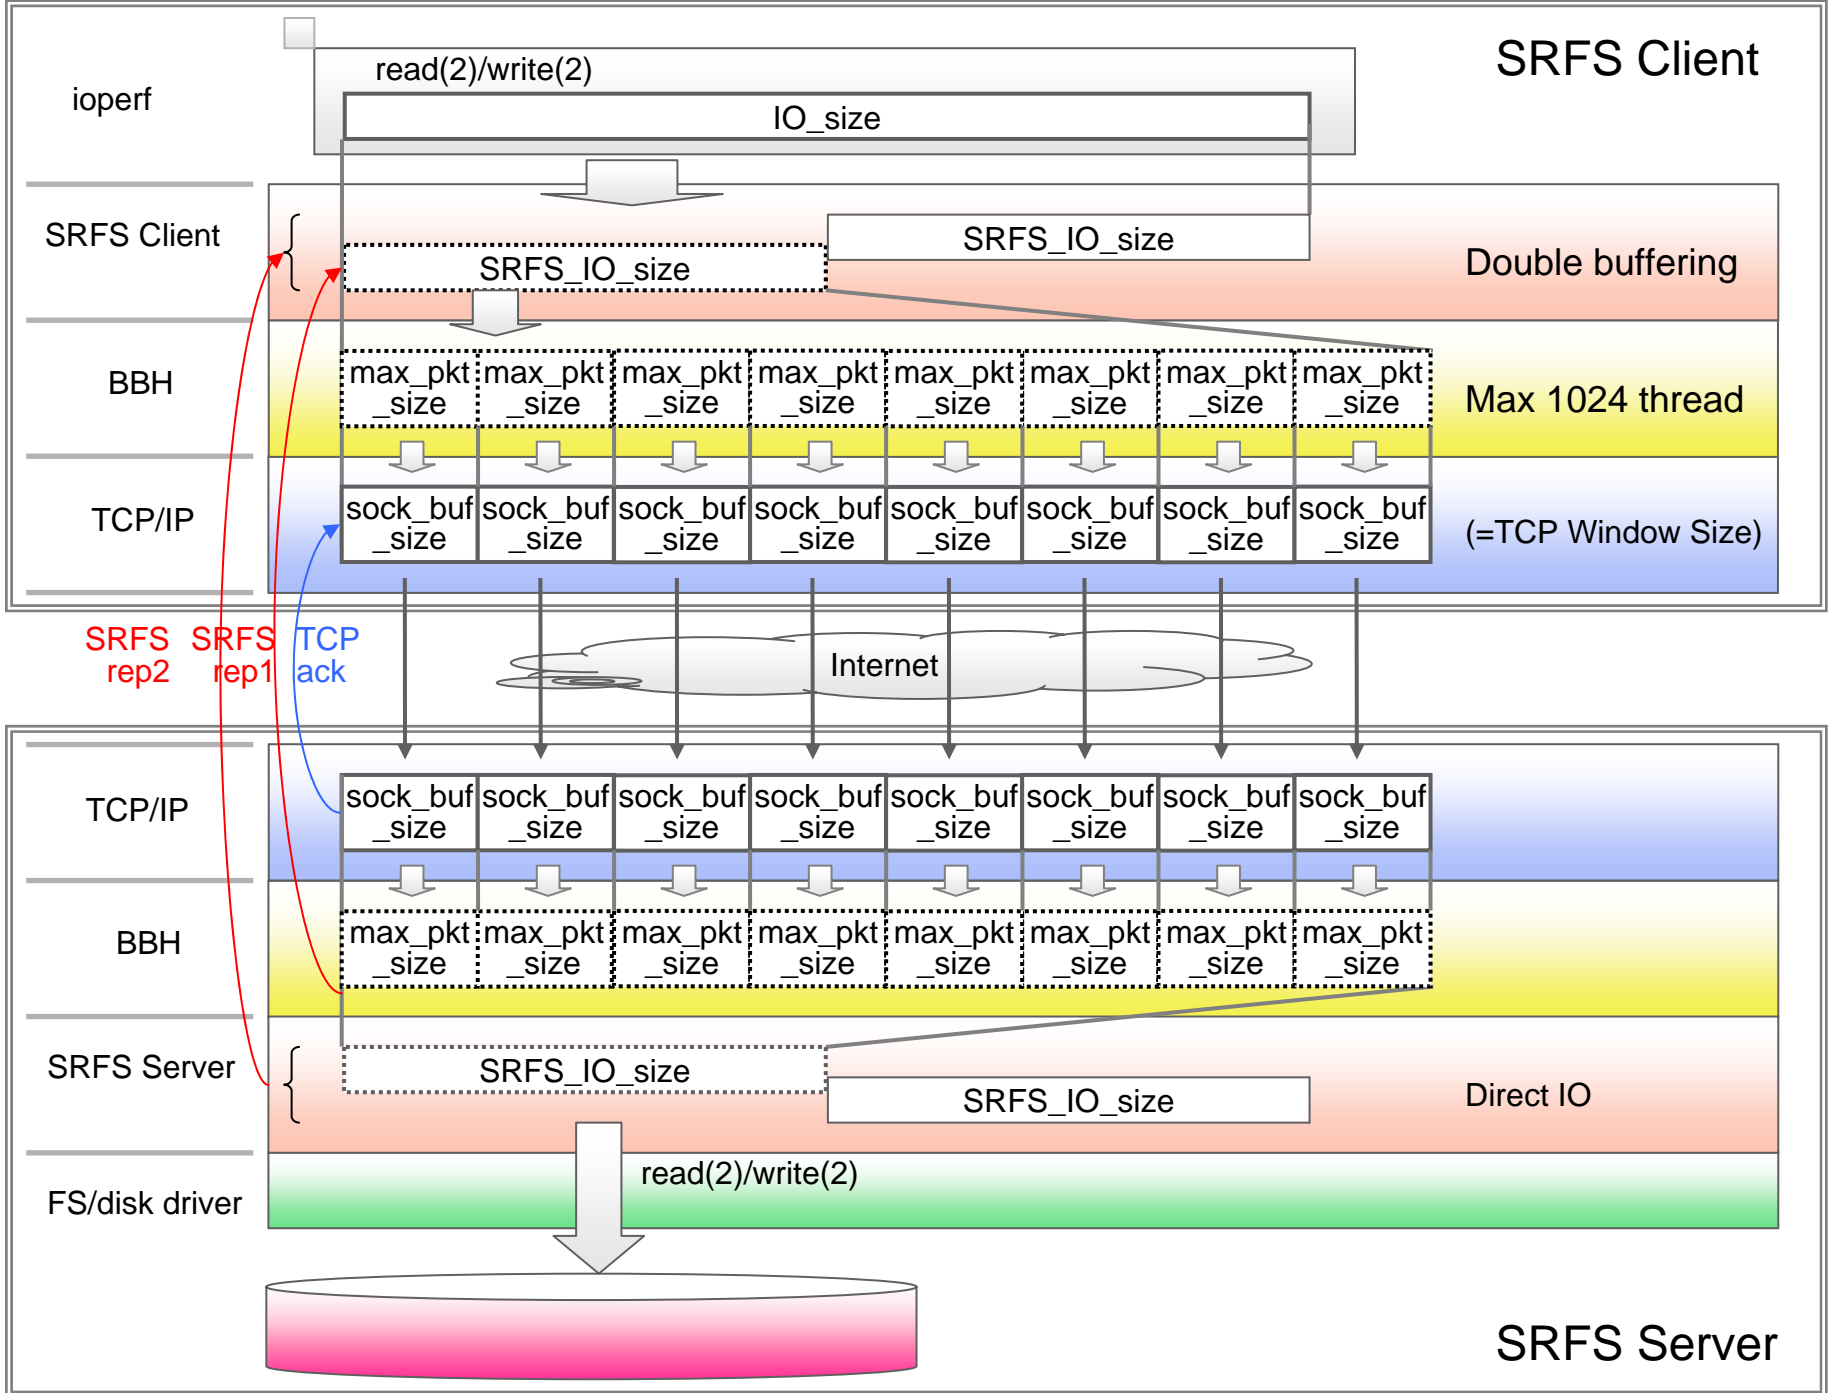 SRFS Client
read(2)/write(2)
ioperf
IO_size
SRFS Client
SRFS_IO_size
SRFS_IO_size
Double buffering
BBH
max_pkt max_pkt max_pkt max_pkt max_pkt max_pkt max_pkt max_pkt
_size _size _size _size _size _size _size _size
Max 1024 thread
TCP/IP
sock_buf sock_buf sock_buf sock_buf sock_buf sock_buf sock_buf sock_buf
_size _size _size _size _size _size _size _size
(=TCP Window Size)
SRFS SRFS TCP
rep2 rep1 ack
Internet
TCP/IP
sock_buf sock_buf sock_buf sock_buf sock_buf sock_buf sock_buf sock_buf
_size _size _size _size _size _size _size _size
BBH
max_pkt max_pkt max_pkt max_pkt max_pkt max_pkt max_pkt max_pkt
_size _size _size _size _size _size _size _size
SRFS Server
SRFS_IO_size
SRFS_IO_size
Direct IO
read(2)/write(2)
FS/disk driver
SRFS Server